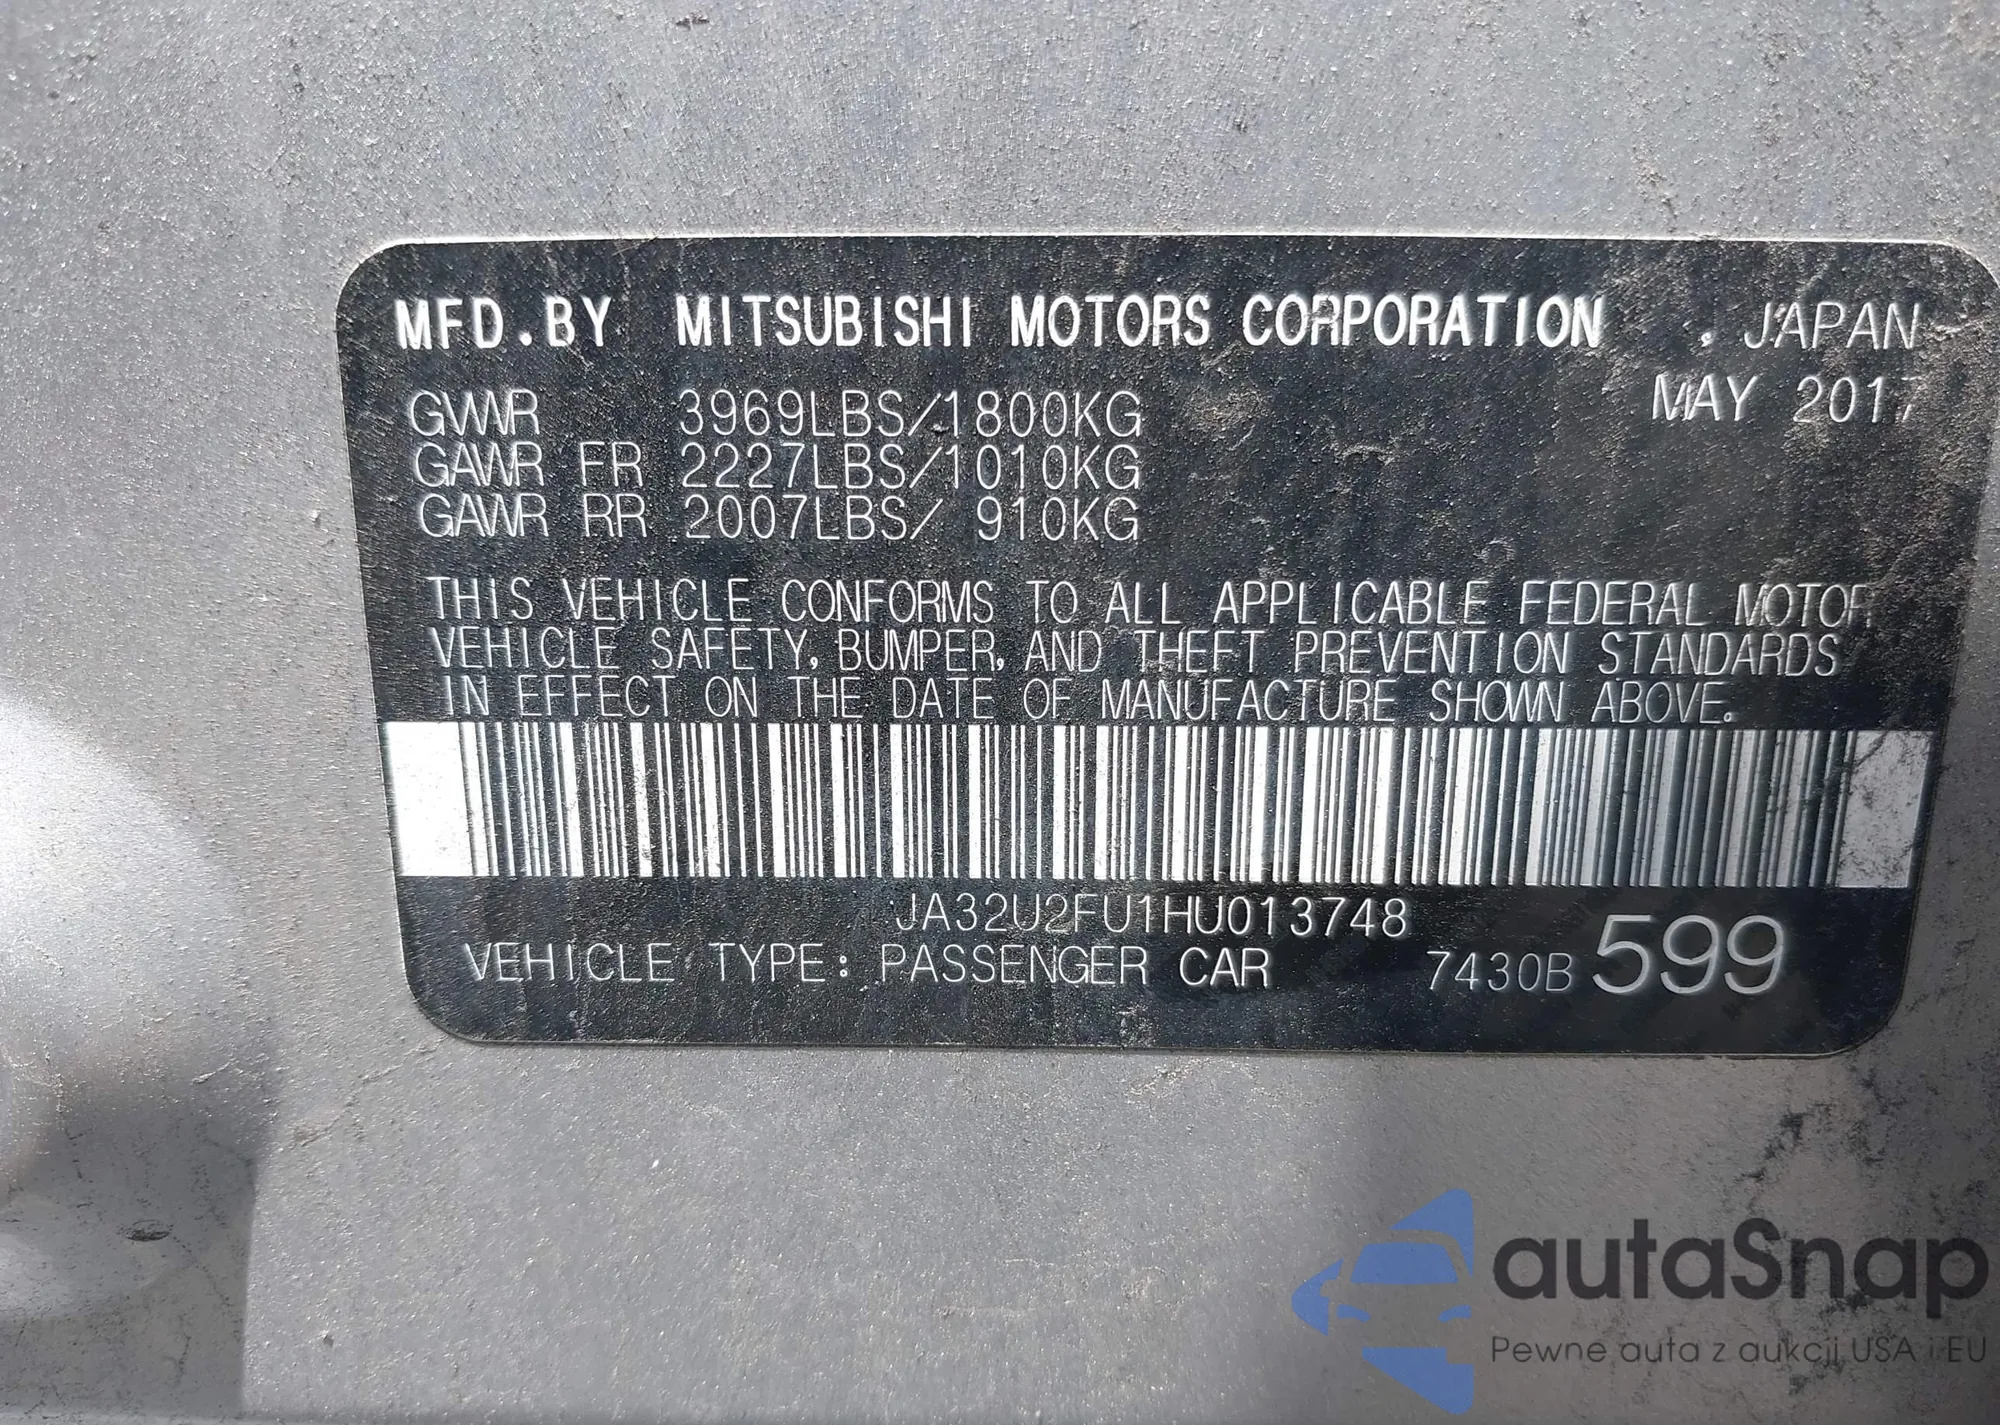 MFD.BY MITSUBISHI MOTORS CORPORATION . JAPAN
MAY 2017
GVWR 3969LBS/1800KG
GAWR FR 2227LBS/1010KG
GAWR RR 2007LBS/ 910KG
THIS VEHICLE CONFORMS TO ALL APPLICABLE FEDERAL MOTOR
VEHICLE SAFETY, BUMPER, AND THEFT PREVENTION STANDARDS
IN EFFECT ON THE DATE OF MANUFACTURE SHOWN ABOVE.
JA32U2FU1HU013748
VEHICLE TYPE: PASSENGER CAR 7430B 599
autaSnap
Pewne auta z aukcji USA i EU